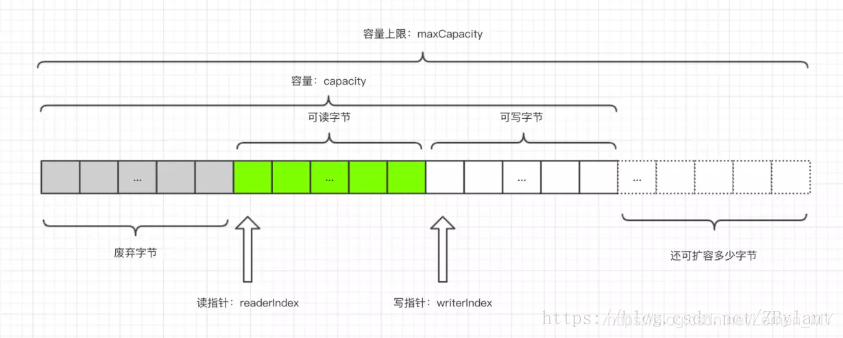 容量上限：maxCapacity
容量：capacity
可读字节
可写字节
...
...
...
...
废弃字节
还可扩容多少字节
读指针：readerIndex
写指针：writerIndex
https://blog.csdn.net/ZBylant